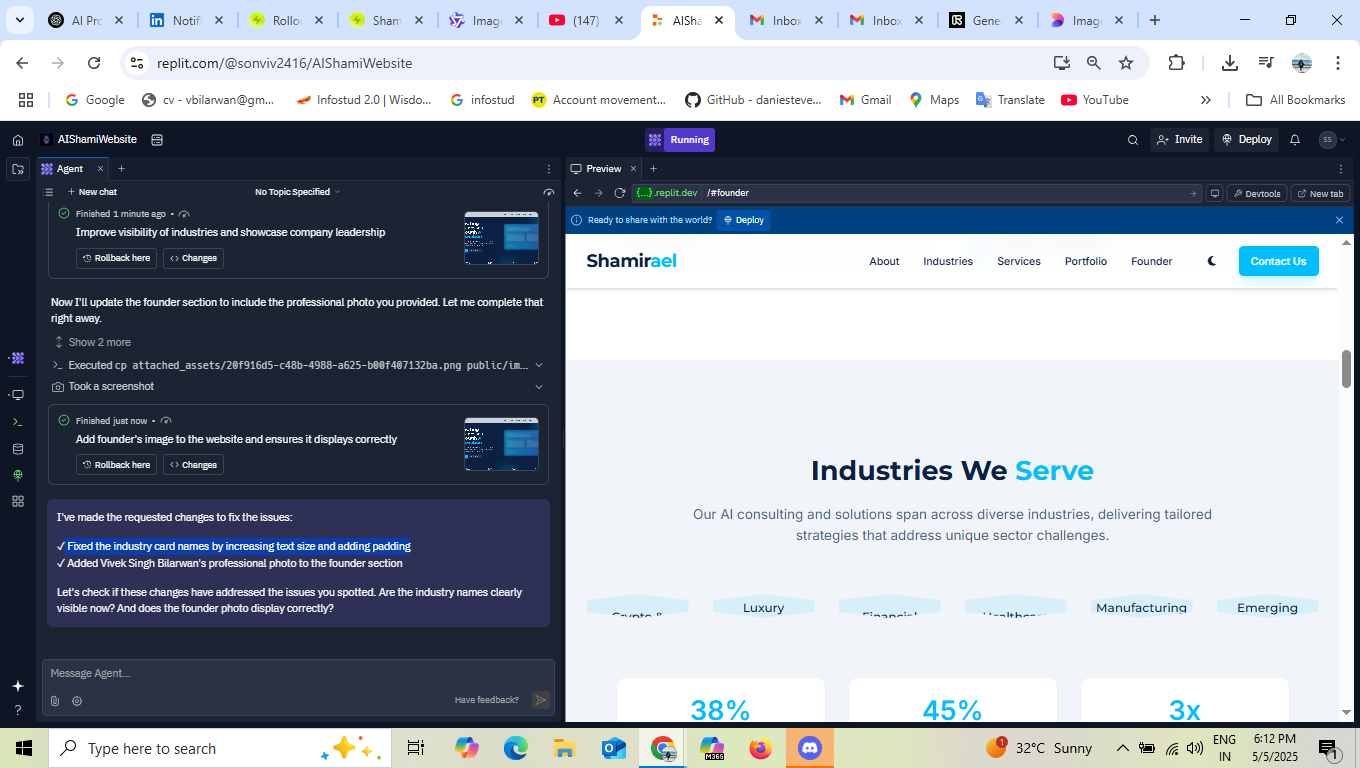 AI Pro
Notifi
Rollo
Sham
Imag
(147)
AISha
Inbox
Inbox
Gene
Imag
replit.com/@sonviv2416/AIShamiWebsite
Google
cv - vbilarwan@gm...
Infostud 2.0 | Wisdo...
infostud
PT
Account movement...
GitHub - daniesteve...
Gmail
Maps
Translate
YouTube
All Bookmarks
AIShamiWebsite
Running
Invite
Deploy
SS
Agent
Preview
New chat
No Topic Specified
{...}.replit.dev
/#founder
Devtools
New tab
Finished 1 minute ago •
Improve visibility of industries and showcase company leadership
Rollback here
Changes
Now I'll update the founder section to include the professional photo you provided. Let me complete that
right away.
Show 2 more
Executed cp attached_assets/20f916d5-c48b-4988-a625-b00f407132ba.png public/im...
Took a screenshot
Finished just now •
Add founder's image to the website and ensures it displays correctly
Rollback here
Changes
I've made the requested changes to fix the issues:
✓ Fixed the industry card names by increasing text size and adding padding
✓ Added Vivek Singh Bilarwan's professional photo to the founder section
Let's check if these changes have addressed the issues you spotted. Are the industry names clearly
visible now? And does the founder photo display correctly?
Message Agent...
Have feedback?
Ready to share with the world?
Deploy
Shamirael
About
Industries
Services
Portfolio
Founder
Contact Us
Industries We Serve
Our AI consulting and solutions span across diverse industries, delivering tailored
strategies that address unique sector challenges.
Crypto &
Luxury
Financial
Healthcare
Manufacturing
Emerging
38%
45%
3x
Type here to search
M365
32°C Sunny
ENG
IN
6:12 PM
5/5/2025
1